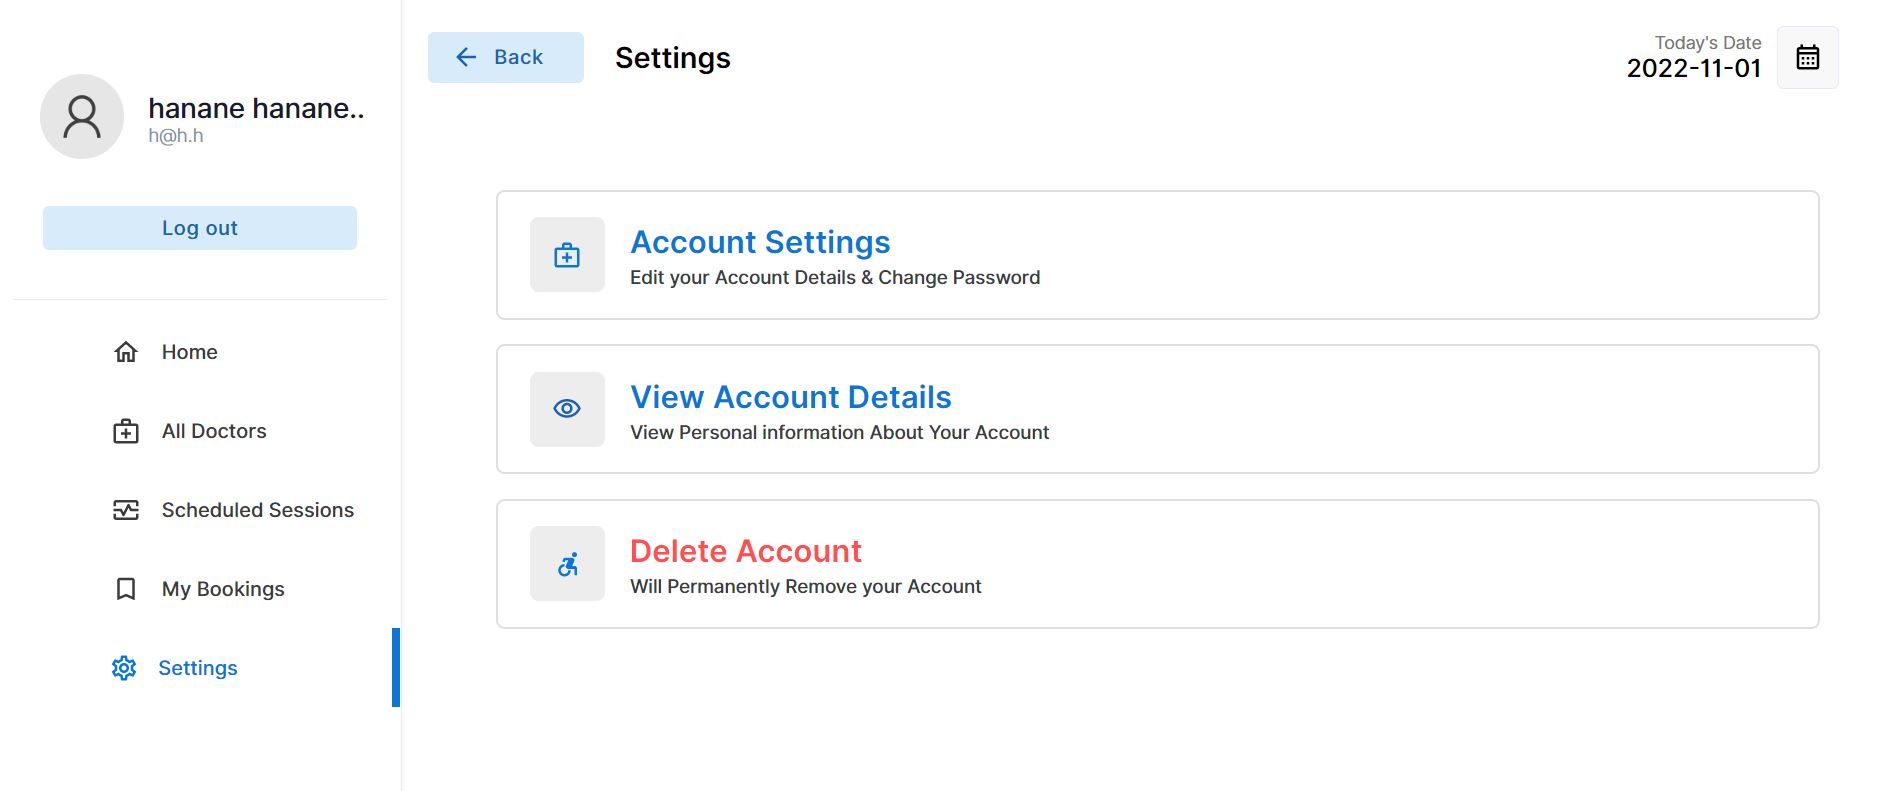 hanane hanane..
h@h.h
Log out
Home
All Doctors
Scheduled Sessions
My Bookings
Settings
Back
Settings
Today's Date
2022-11-01
Account Settings
Edit your Account Details & Change Password
View Account Details
View Personal information About Your Account
Delete Account
Will Permanently Remove your Account